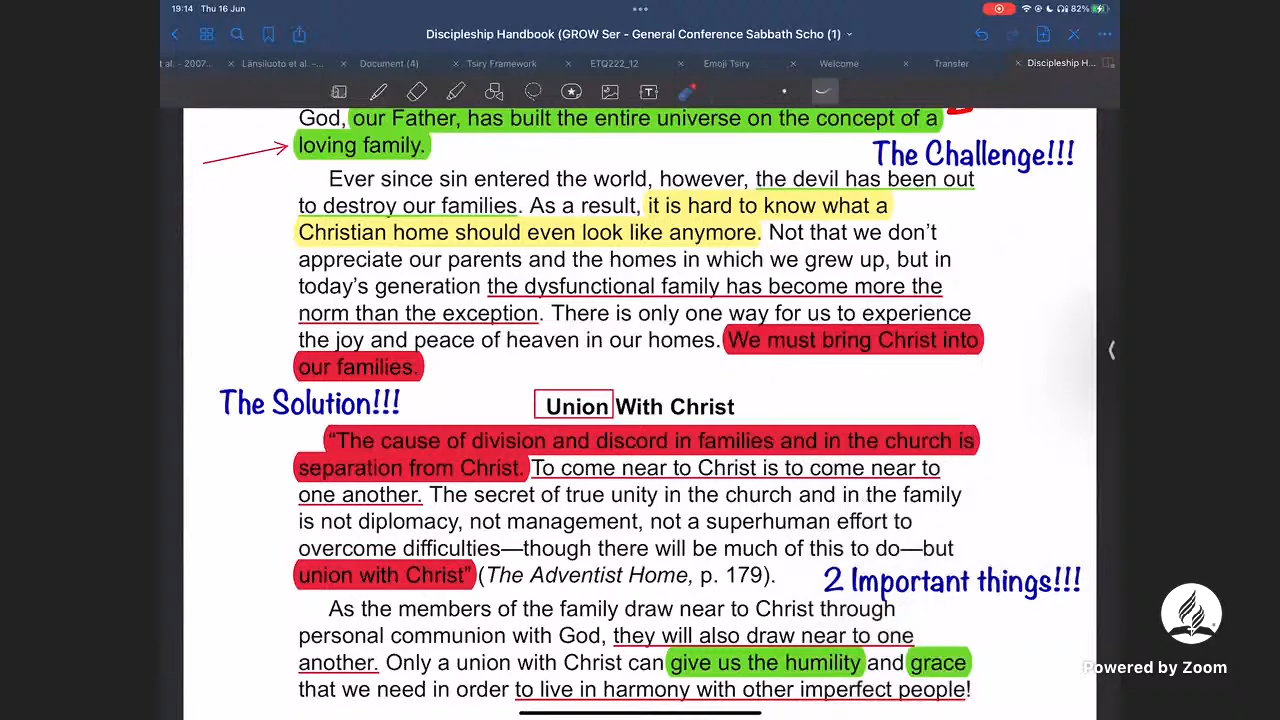 19:14 Thu 16 Jun
82%
Discipleship Handbook (GROW Ser - General Conference Sabbath Scho (1)
t al. - 2007... Länsiluoto et al. -... Document (4) Tsiry Framework ETQ222_12 Emoji Tsiry Welcome Transfer Discipleship H...
God, our Father, has built the entire universe on the concept of a
loving family.
The Challenge!!!
Ever since sin entered the world, however, the devil has been out
to destroy our families. As a result, it is hard to know what a
Christian home should even look like anymore. Not that we don’t
appreciate our parents and the homes in which we grew up, but in
today’s generation the dysfunctional family has become more the
norm than the exception. There is only one way for us to experience
the joy and peace of heaven in our homes. We must bring Christ into
our families.
The Solution!!!
Union With Christ
“The cause of division and discord in families and in the church is
separation from Christ. To come near to Christ is to come near to
one another. The secret of true unity in the church and in the family
is not diplomacy, not management, not a superhuman effort to
overcome difficulties—though there will be much of this to do—but
union with Christ” (The Adventist Home, p. 179).
2 Important things!!!
As the members of the family draw near to Christ through
personal communion with God, they will also draw near to one
another. Only a union with Christ can give us the humility and grace
that we need in order to live in harmony with other imperfect people!
Powered by Zoom